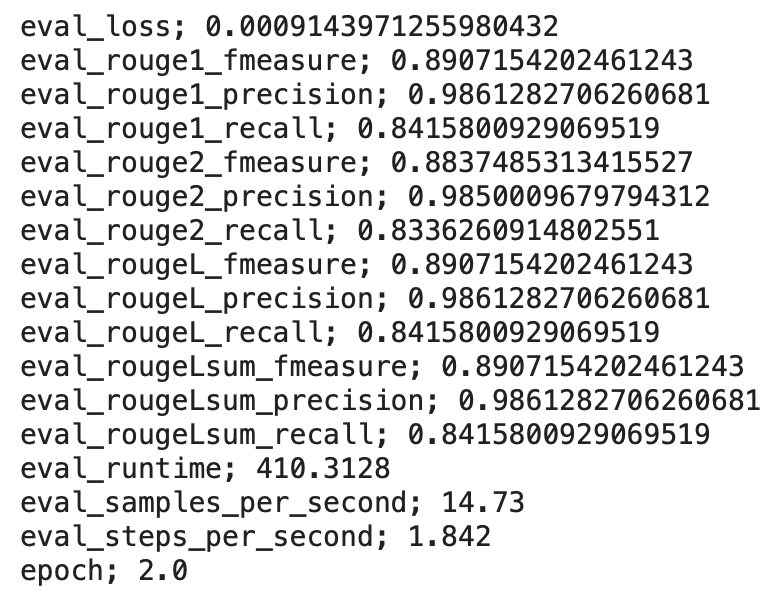 eval_loss; 0.0009143971255980432
eval_rouge1_fmeasure; 0.8907154202461243
eval_rouge1_precision; 0.9861282706260681
eval_rouge1_recall; 0.8415800929069519
eval_rouge2_fmeasure; 0.8837485313415527
eval_rouge2_precision; 0.9850009679794312
eval_rouge2_recall; 0.8336260914802551
eval_rougeL_fmeasure; 0.8907154202461243
eval_rougeL_precision; 0.9861282706260681
eval_rougeL_recall; 0.8415800929069519
eval_rougeLsum_fmeasure; 0.8907154202461243
eval_rougeLsum_precision; 0.9861282706260681
eval_rougeLsum_recall; 0.8415800929069519
eval_runtime; 410.3128
eval_samples_per_second; 14.73
eval_steps_per_second; 1.842
epoch; 2.0